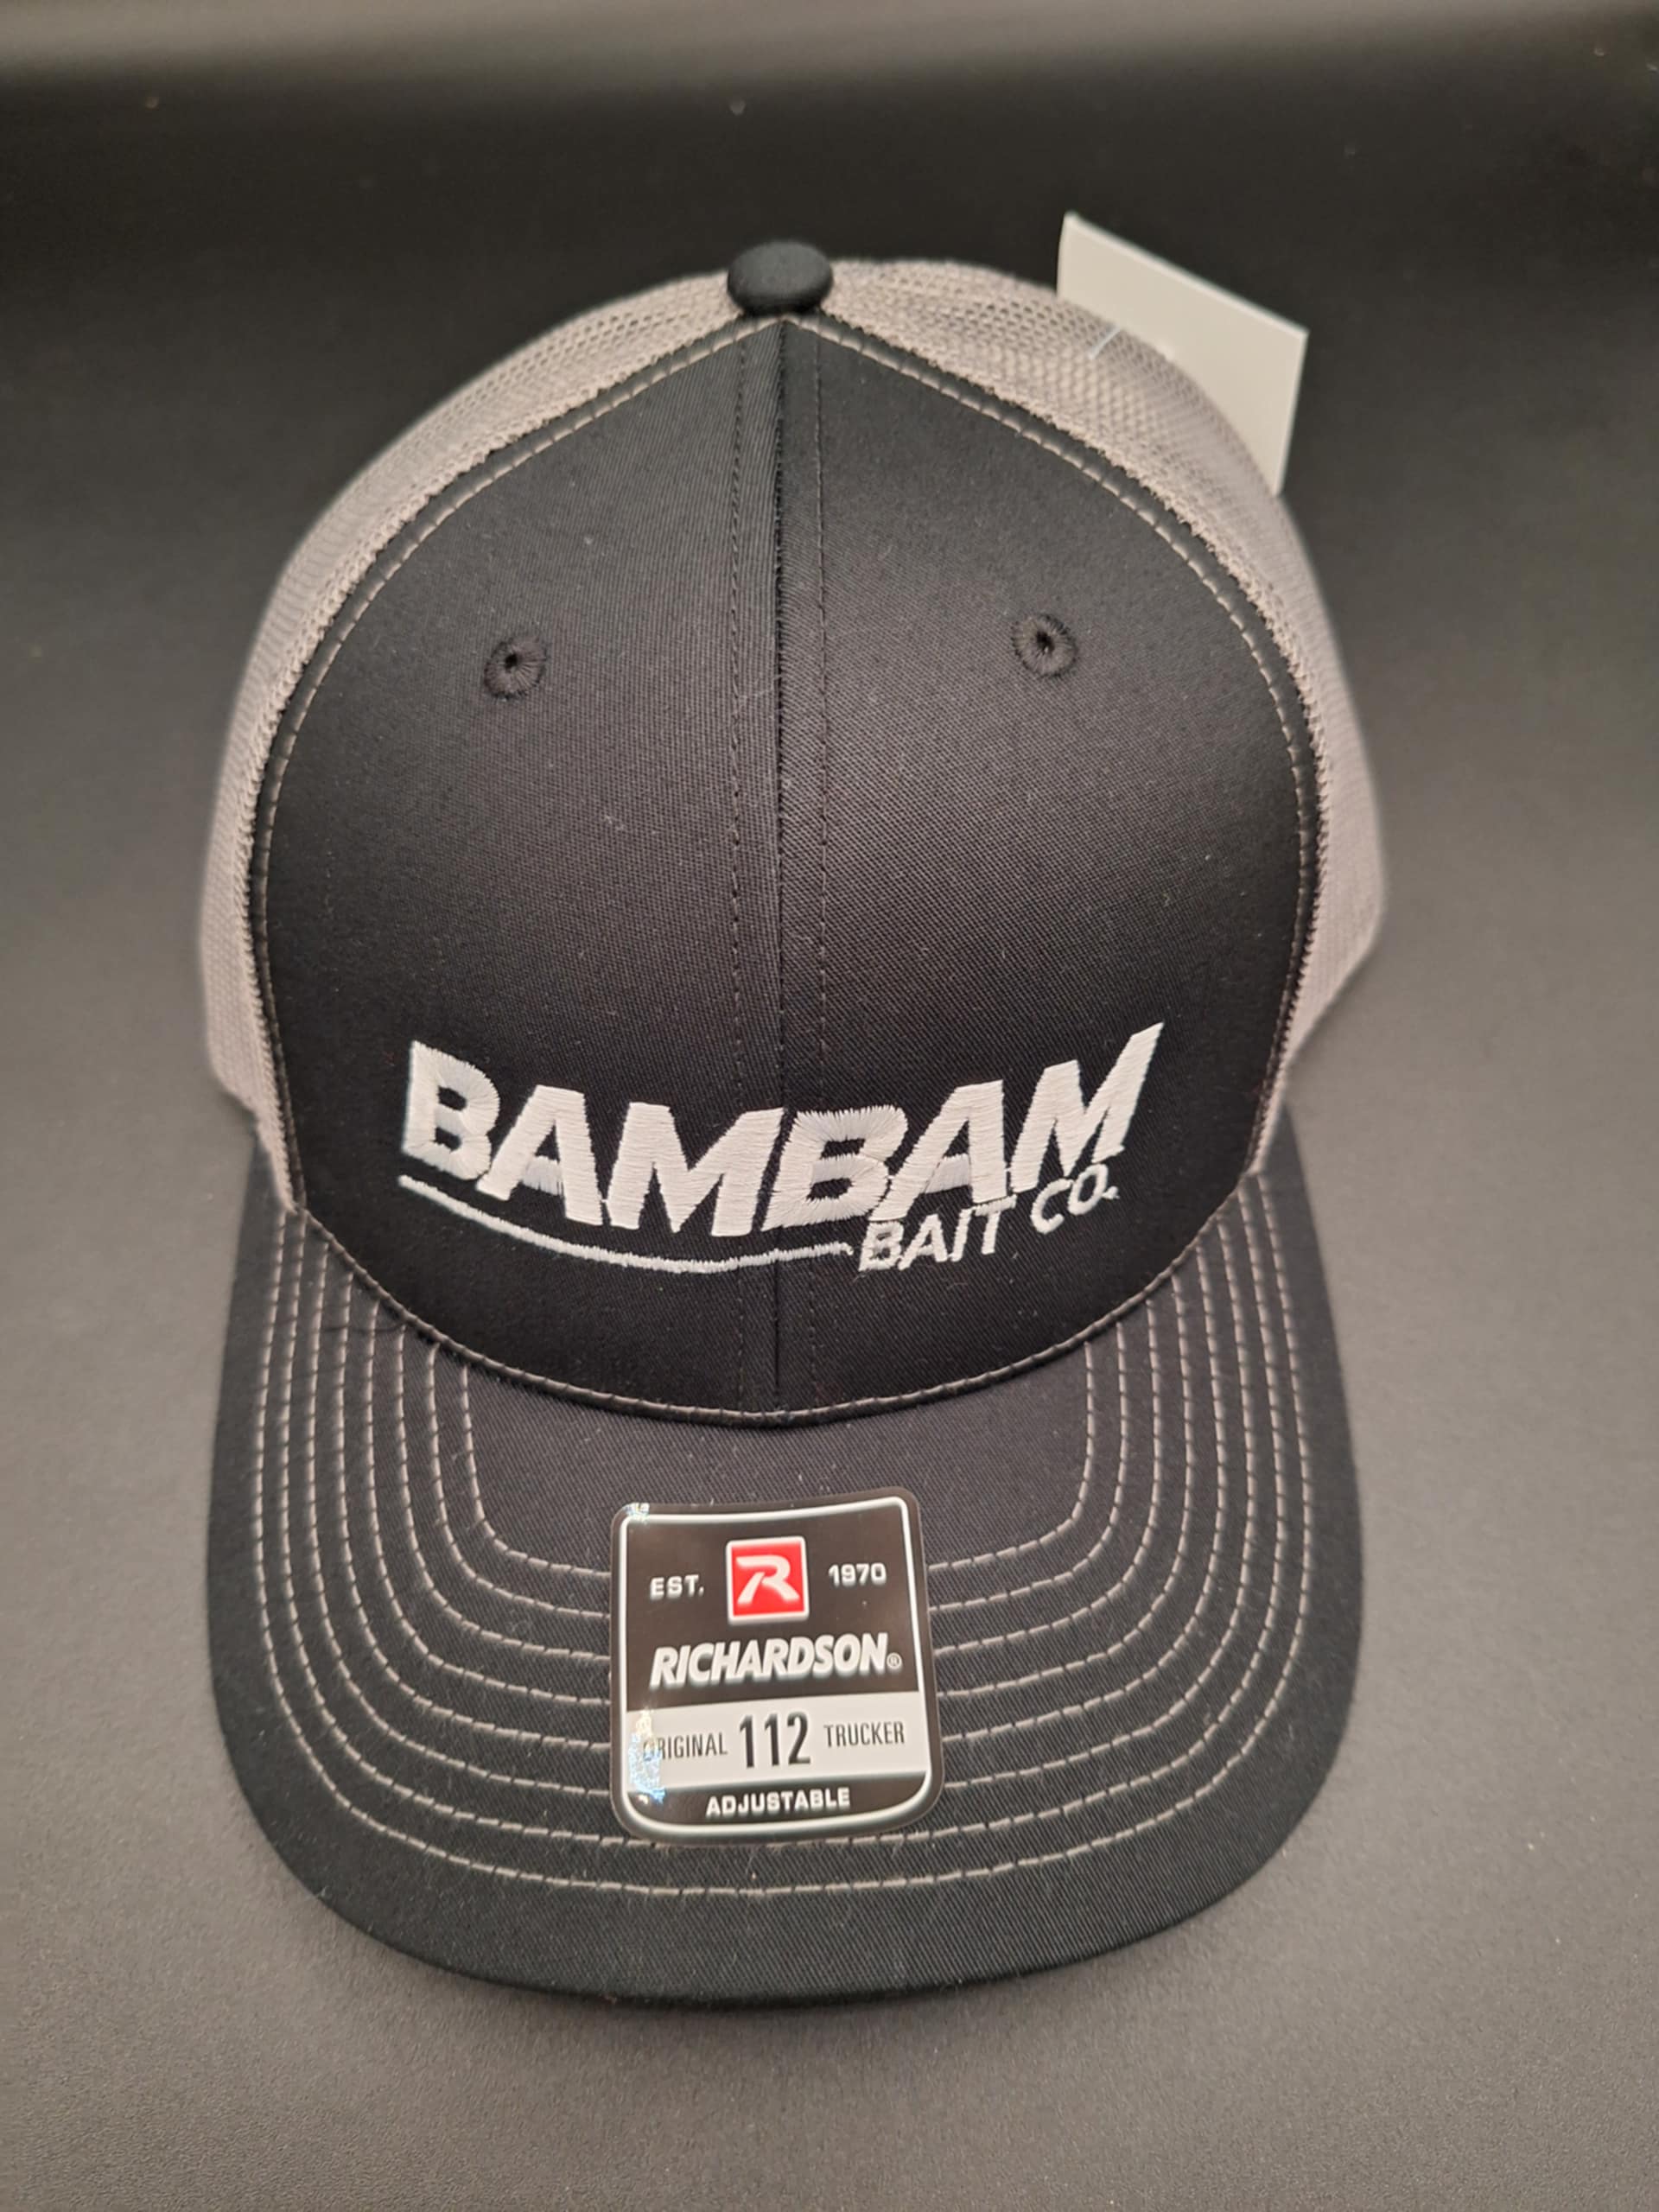 BAMBAM
BAIT CO.
EST. R 1970
RICHARDSON®
ORIGINAL 112 TRUCKER
ADJUSTABLE